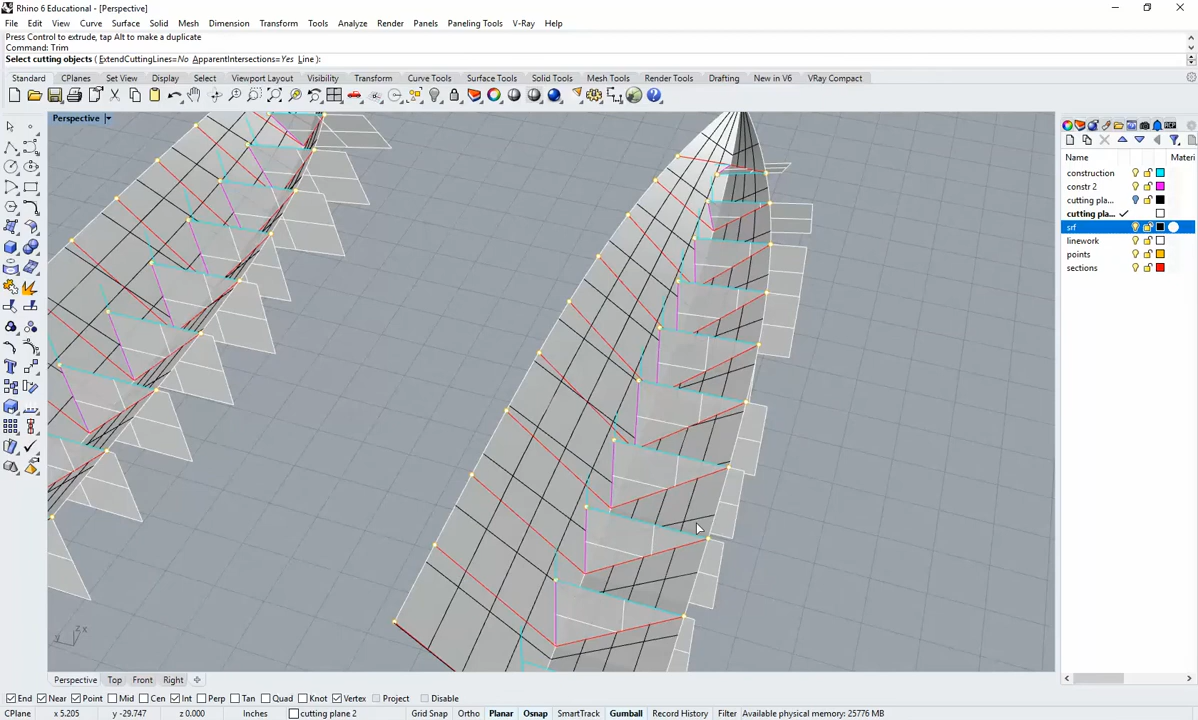 Rhino 6 Educational - [Perspective]
File Edit View Curve Surface Solid Mesh Dimension Transform Tools Analyze Render Panels Paneling Tools V-Ray Help
Press Control to extrude, tap Alt to make a duplicate
Command: Trim
Select cutting objects ( ExtendCuttingLines=No ApparentIntersections=Yes Line ):
Standard CPlanes Set View Display Select Viewport Layout Visibility Transform Curve Tools Surface Tools Solid Tools Mesh Tools Render Tools Drafting New in V6 VRay Compact
Perspective
Name Materi
construction
constr 2
cutting pla...
cutting pla...
srf
linework
points
sections
z x
y
Perspective Top Front Right
End Near Point Mid Cen Int Perp Tan Quad Knot Vertex Project Disable
CPlane x 5.205 y -29.747 z 0.000 Inches cutting plane 2 Grid Snap Ortho Planar Osnap SmartTrack Gumball Record History Filter Available physical memory: 25776 MB